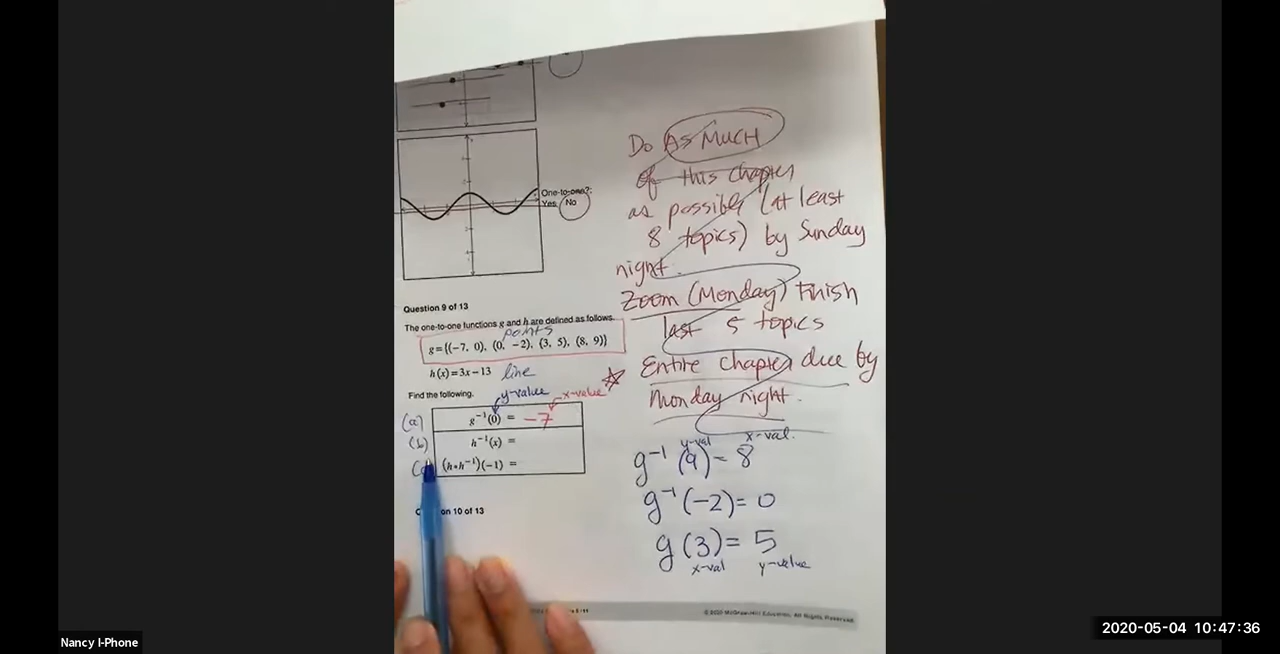 One-to-one?:
Yes No
Question 9 of 13
The one-to-one functions g and h are defined as follows.
points
g={(−7, 0), (0, −2), (3, 5), (8, 9)}
h(x)=3x−13 line
Find the following.
y-value x-value
(a) g⁻¹(0) = −7
(b) h⁻¹(x) =
(h∘h⁻¹)(−1) =
on 10 of 13
Do AS MUCH
of this chapter
as possible (at least
8 topics) by Sunday
night.
Zoom (Monday) Finish
last 5 topics
Entire chapter due by
Monday night.
y-val x-val.
g⁻¹(9)=8
g⁻¹(−2)=0
g(3)=5
x-val y-value
© 2020 McGraw-Hill Education. All Rights Reserved.
Nancy I-Phone
2020-05-04 10:47:36